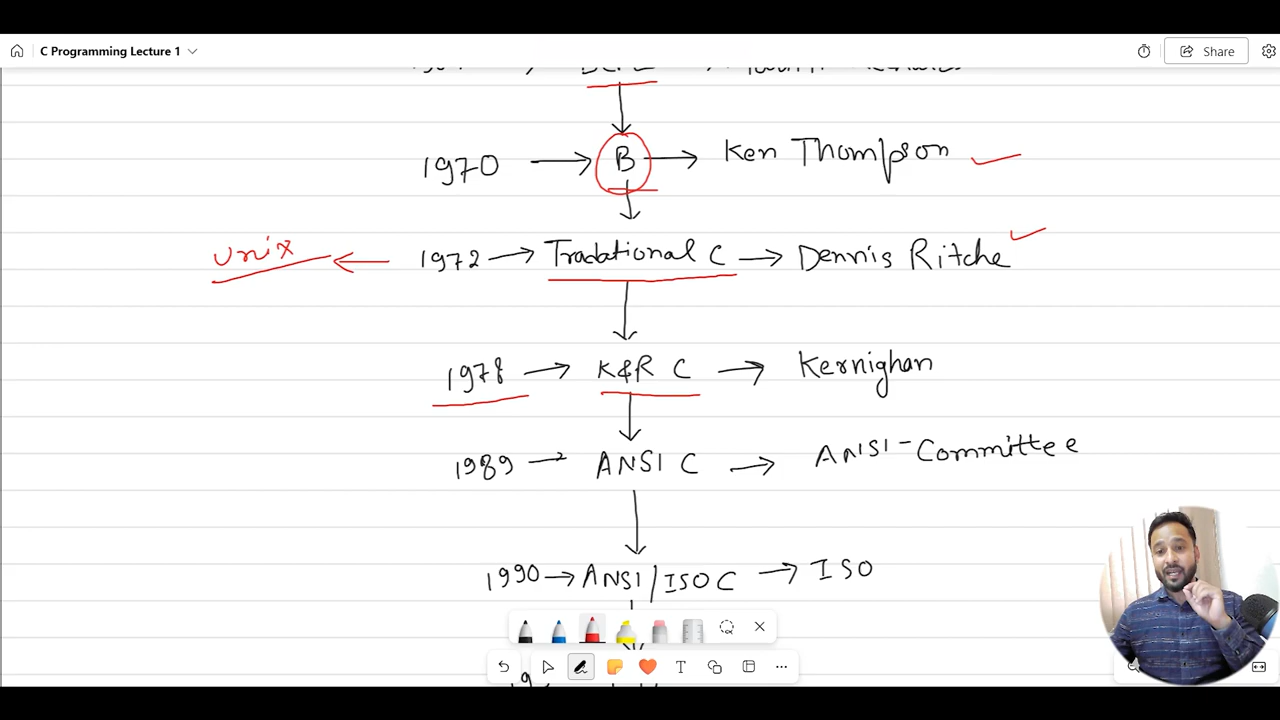 C Programming Lecture 1
Share
1970 → B → Ken Thompson
Unix ← 1972 → Tradational C → Dennis Ritche
1978 → K&R C → Kernighan
1989 → ANSI C → ANSI-Committee
1990 → ANSI/ISO C → ISO
T